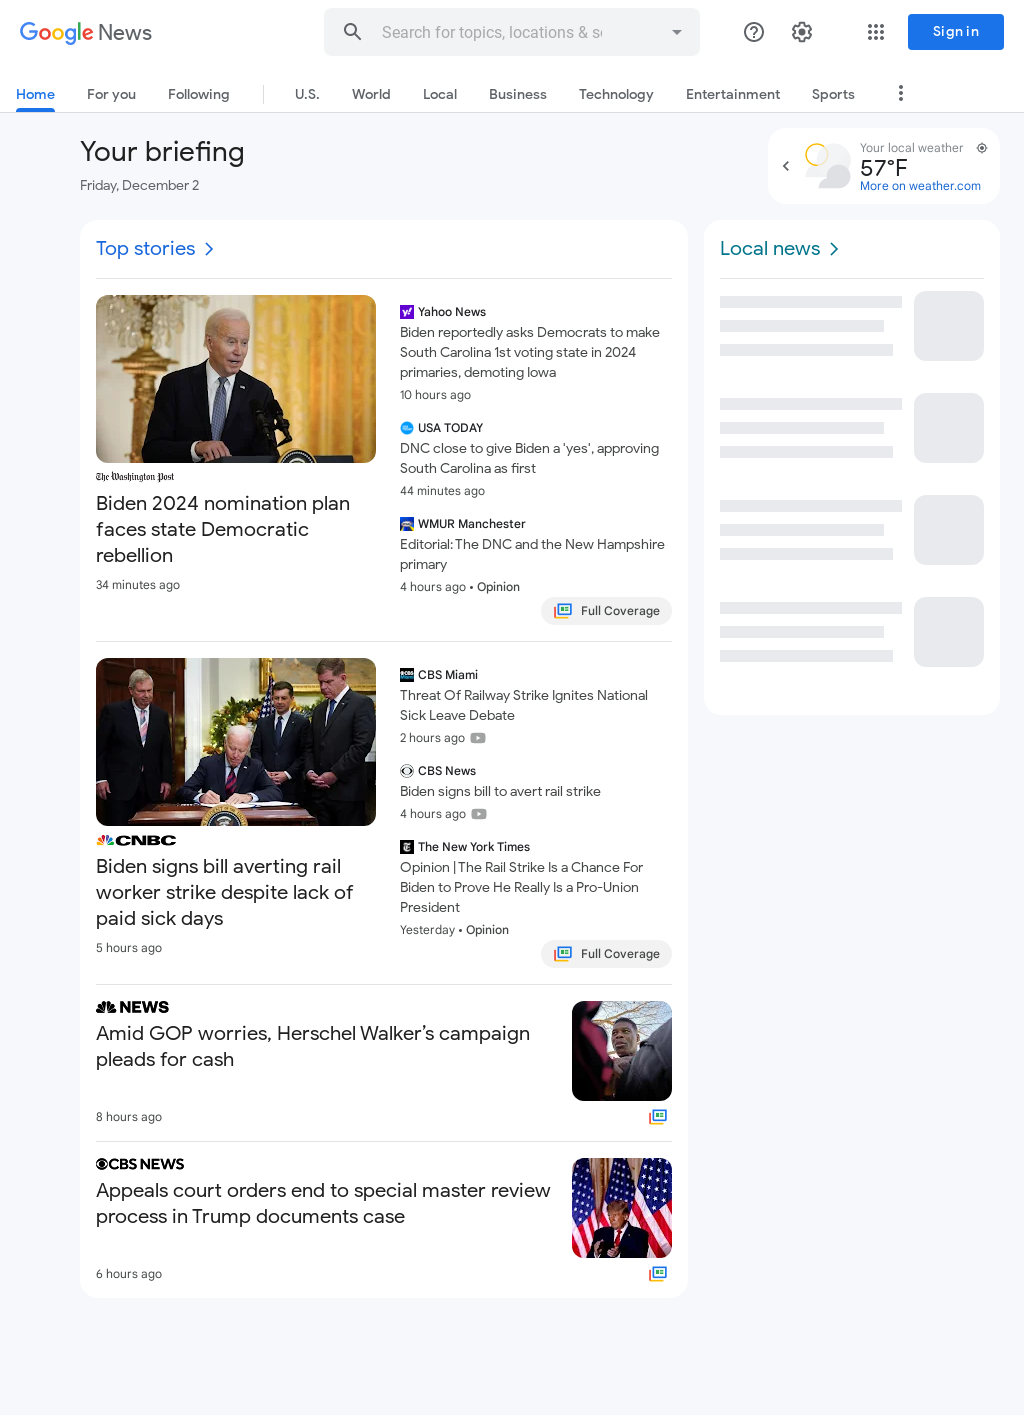 Google News
Search for topics, locations & so
Sign in
Home
For you
Following
U.S.
World
Local
Business
Technology
Entertainment
Sports
Your briefing
Friday, December 2
Your local weather
57°F
More on weather.com
Top stories
The Washington Post
Biden 2024 nomination plan
faces state Democratic
rebellion
34 minutes ago
Yahoo News
Biden reportedly asks Democrats to make
South Carolina 1st voting state in 2024
primaries, demoting Iowa
10 hours ago
USA TODAY
DNC close to give Biden a 'yes', approving
South Carolina as first
44 minutes ago
WMUR Manchester
Editorial: The DNC and the New Hampshire
primary
4 hours ago • Opinion
Full Coverage
CNBC
Biden signs bill averting rail
worker strike despite lack of
paid sick days
5 hours ago
CBS Miami
Threat Of Railway Strike Ignites National
Sick Leave Debate
2 hours ago
CBS News
Biden signs bill to avert rail strike
4 hours ago
The New York Times
Opinion | The Rail Strike Is a Chance For
Biden to Prove He Really Is a Pro-Union
President
Yesterday • Opinion
Full Coverage
NEWS
Amid GOP worries, Herschel Walker’s campaign
pleads for cash
8 hours ago
CBS NEWS
Appeals court orders end to special master review
process in Trump documents case
6 hours ago
Local news